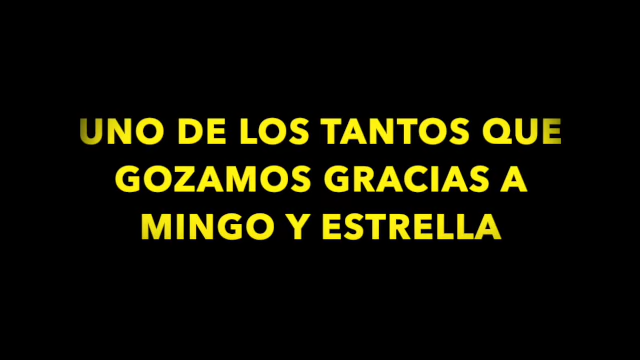 UNO DE LOS TANTOS QUE
GOZAMOS GRACIAS A
MINGO Y ESTRELLA